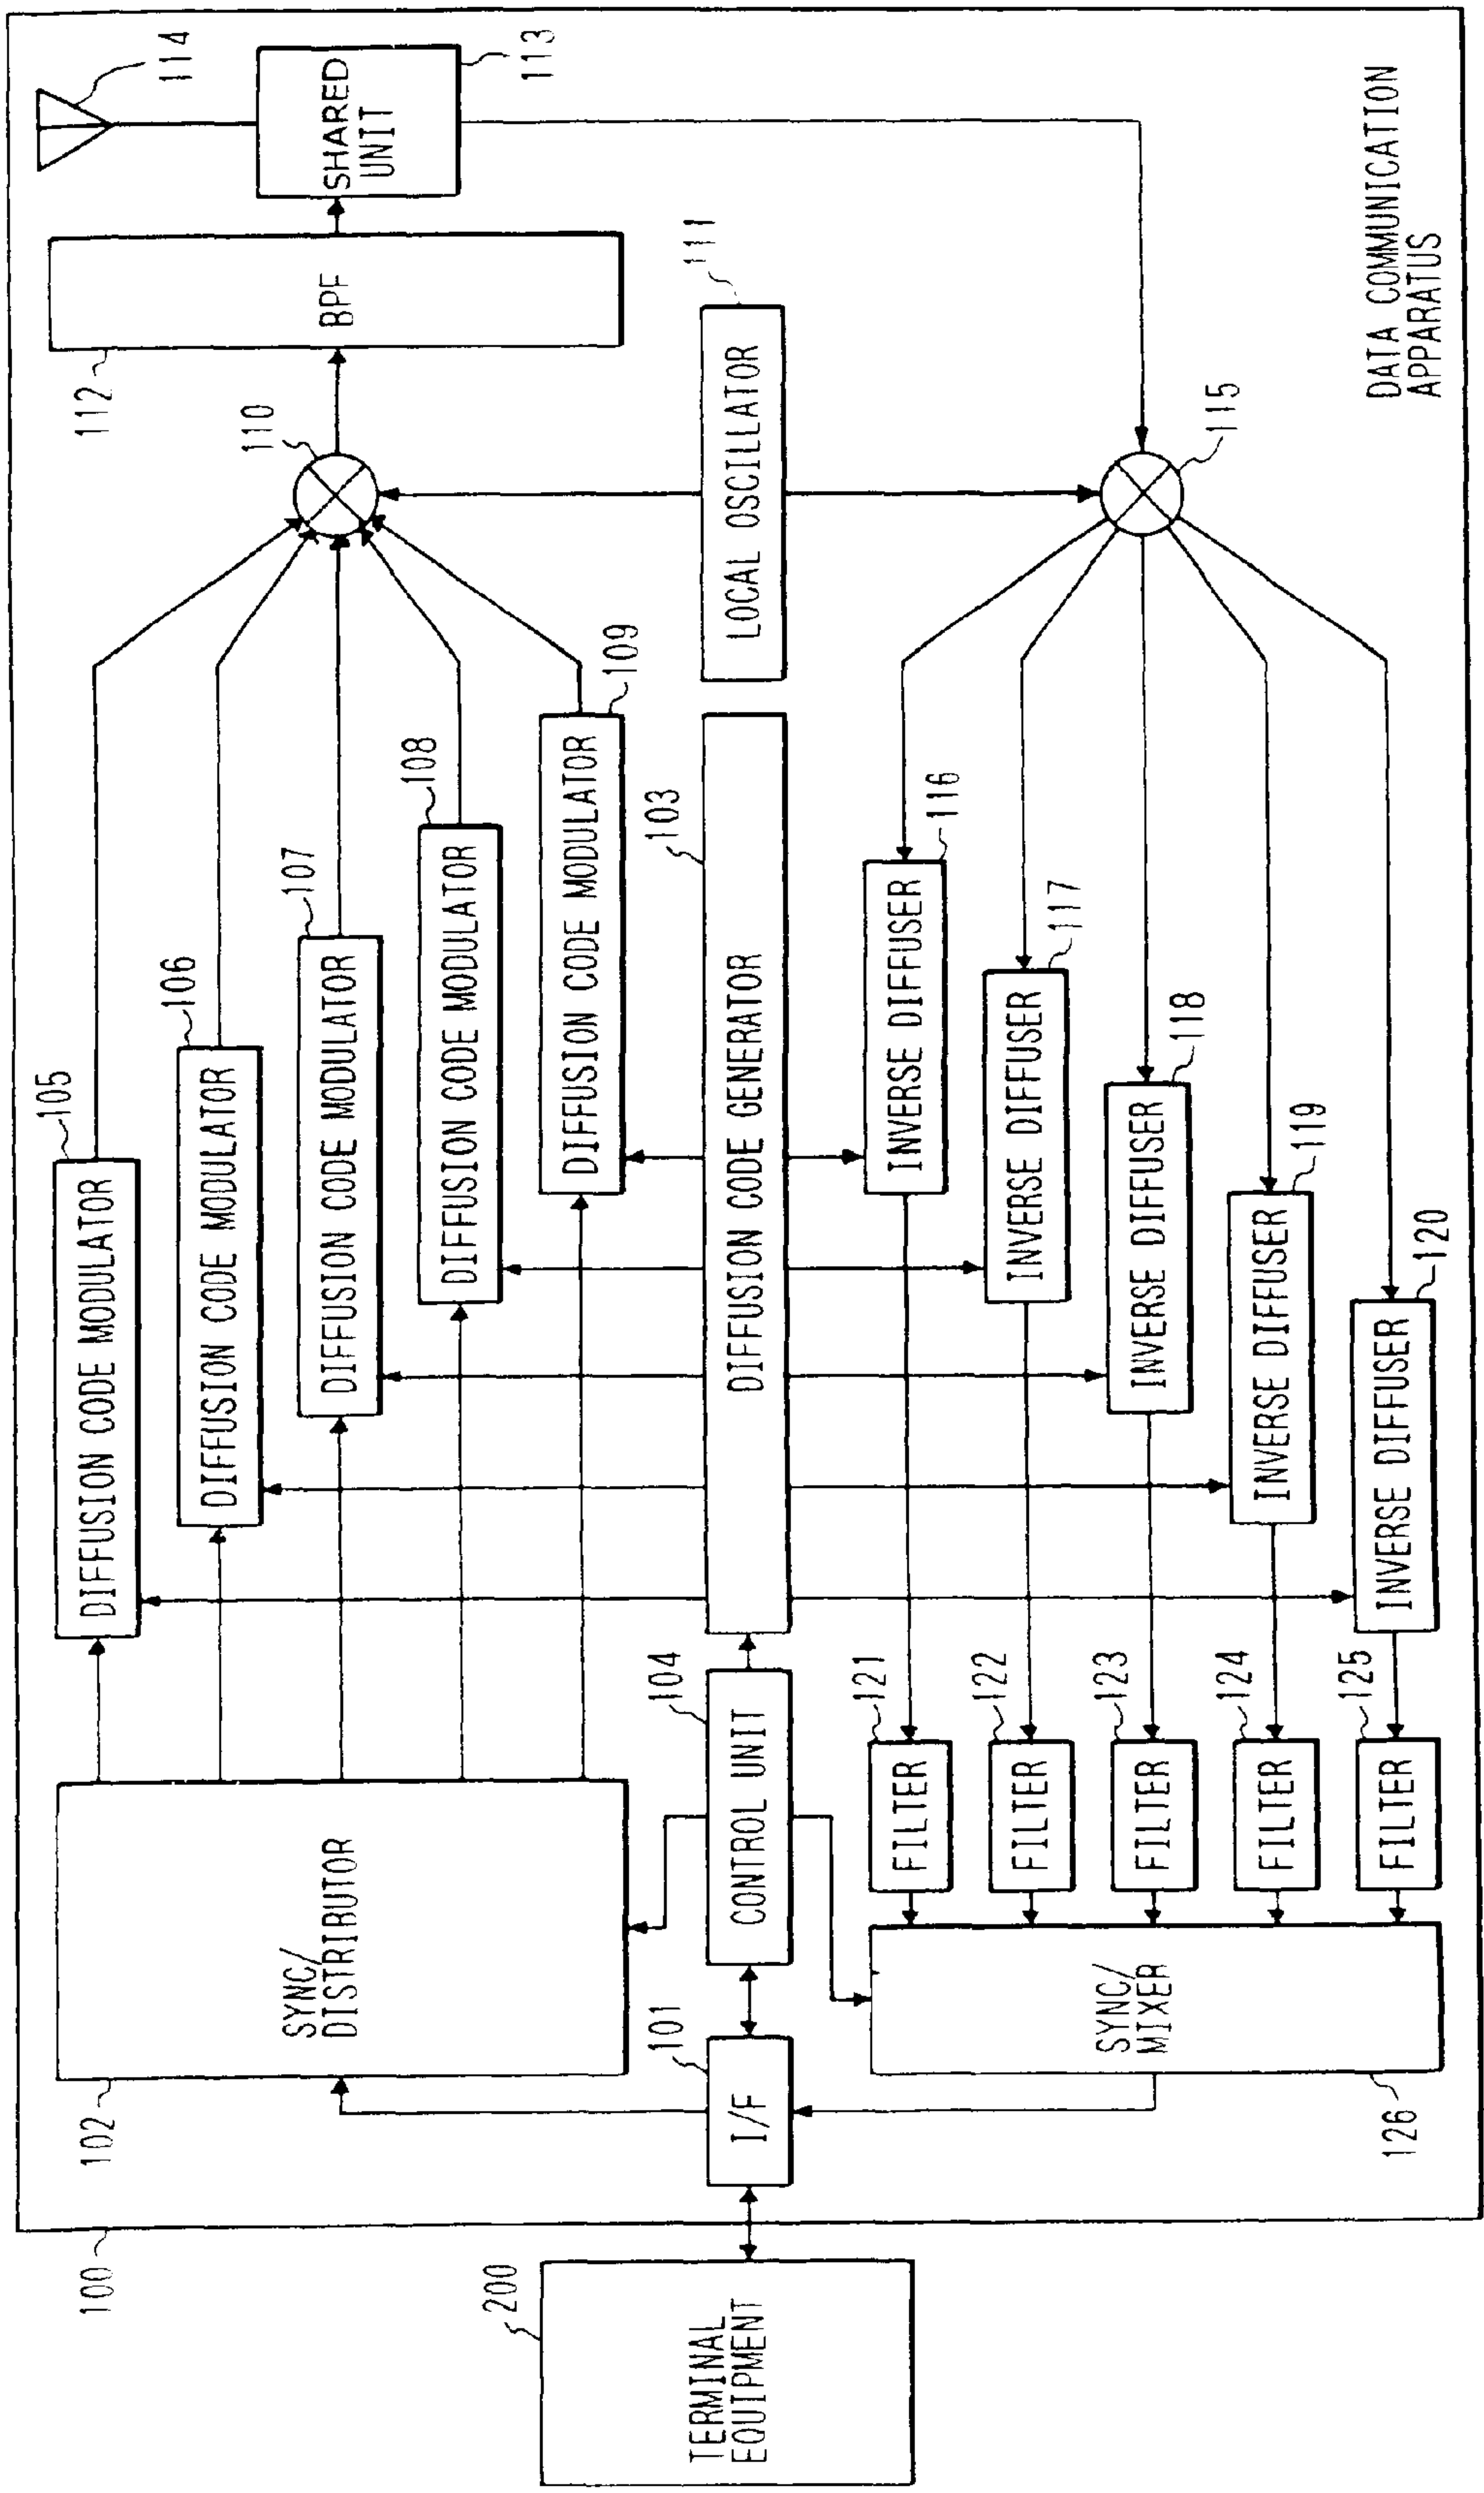 100
TERMINAL
EQUIPMENT
200
I/F
101
SYNC/
DISTRIBUTOR
102
CONTROL UNIT
104
DIFFUSION CODE GENERATOR
103
DIFFUSION CODE MODULATOR
105
DIFFUSION CODE MODULATOR
106
DIFFUSION CODE MODULATOR
107
DIFFUSION CODE MODULATOR
108
DIFFUSION CODE MODULATOR
109
110
LOCAL OSCILLATOR
111
BPF
112
SHARED
UNIT
113
114
115
INVERSE DIFFUSER
116
INVERSE DIFFUSER
117
INVERSE DIFFUSER
118
INVERSE DIFFUSER
119
INVERSE DIFFUSER
120
FILTER
121
FILTER
122
FILTER
123
FILTER
124
FILTER
125
SYNC/
MIXER
126
DATA COMMUNICATION
APPARATUS